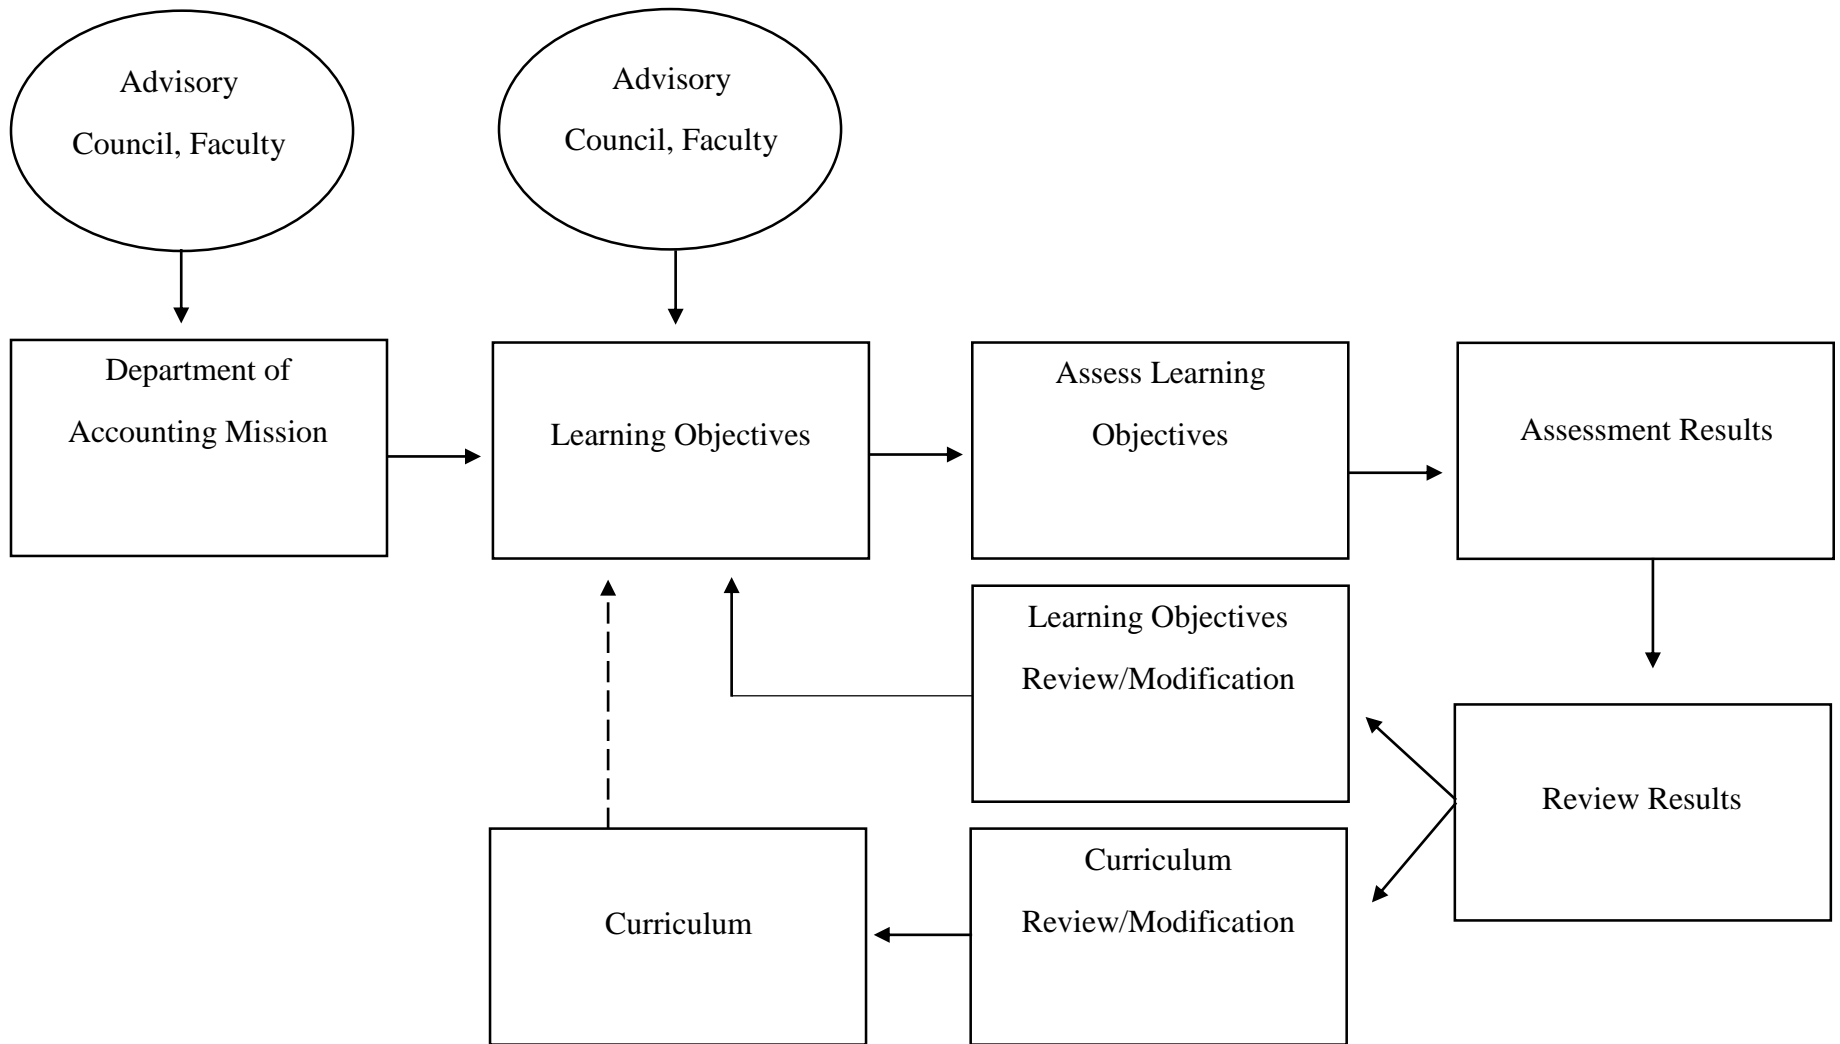 Advisory
Council, Faculty
Advisory
Council, Faculty
Department of
Accounting Mission
Learning Objectives
Assess Learning
Objectives
Assessment Results
Learning Objectives
Review/Modification
Review Results
Curriculum
Curriculum
Review/Modification